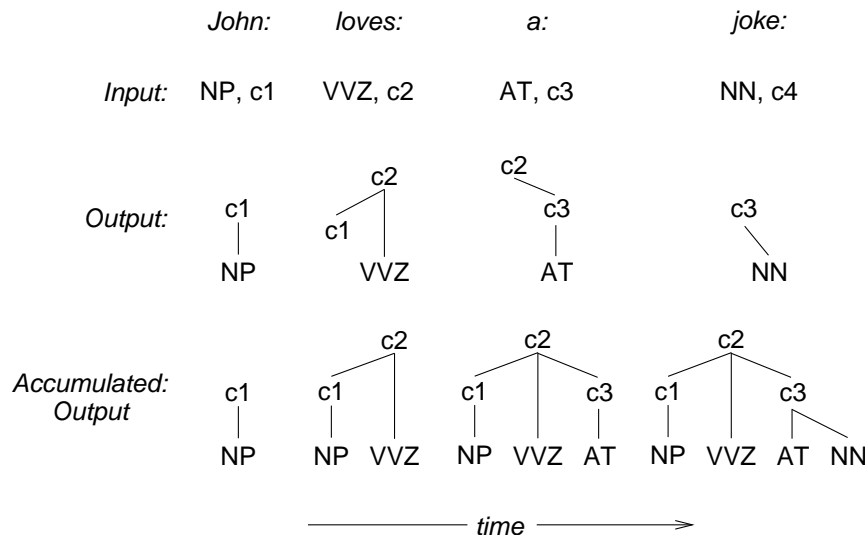 John: loves: a: joke:
Input: NP, c1 VVZ, c2 AT, c3 NN, c4
c2
c2
Output: c1 c3 c3
c1
NP VVZ AT NN
c2 c2 c2
Accumulated:
Output
c1 c1 c1 c3 c1 c3
NP NP VVZ NP VVZ AT NP VVZ AT NN
time